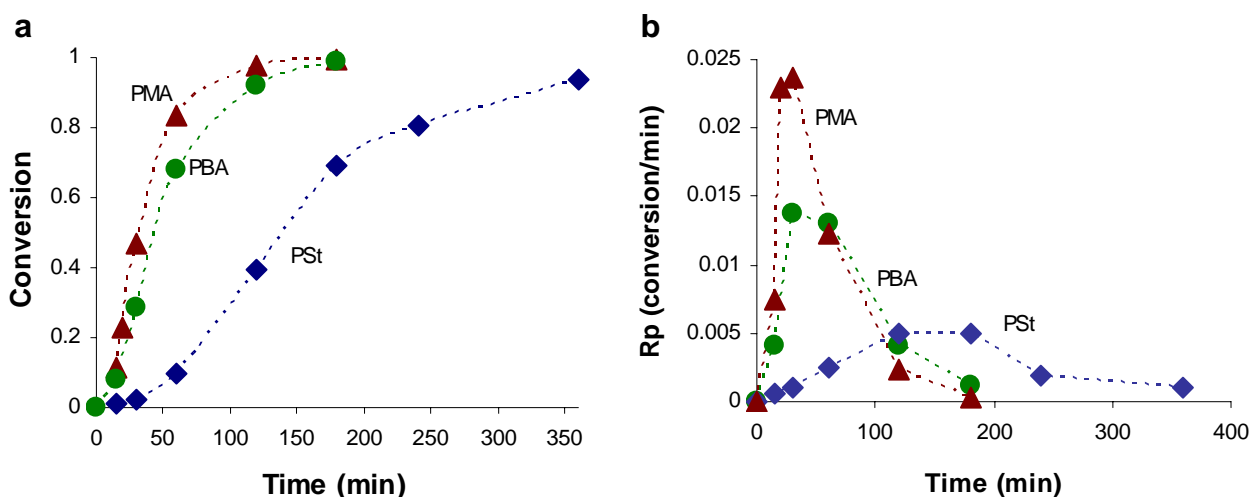 a
Conversion
1
0.8
0.6
0.4
0.2
0
PMA
PBA
PSt
0 50 100 150 200 250 300 350
Time (min)
b
Rp (conversion/min)
0.025
0.02
0.015
0.01
0.005
0
PMA
PBA
PSt
0 100 200 300 400
Time (min)